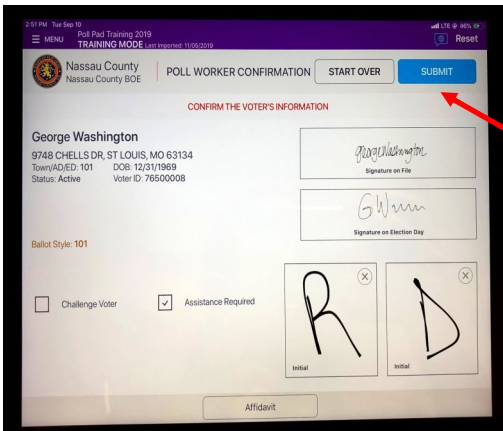 2:51 PM Tue Sep 10
LTE 86%
MENU
Poll Pad Training 2019
TRAINING MODE Last Imported: 11/05/2019
Reset
Nassau County
Nassau County BOE
POLL WORKER CONFIRMATION
START OVER
SUBMIT
CONFIRM THE VOTER'S INFORMATION
George Washington
9748 CHELLS DR, ST LOUIS, MO 63134
Town/AD/ED: 101 DOB: 12/31/1969
Status: Active Voter ID: 76500008
George Washington
Signature on File
Signature on Election Day
Ballot Style: 101
Challenge Voter
Assistance Required
R
Initial
D
Initial
Affidavit